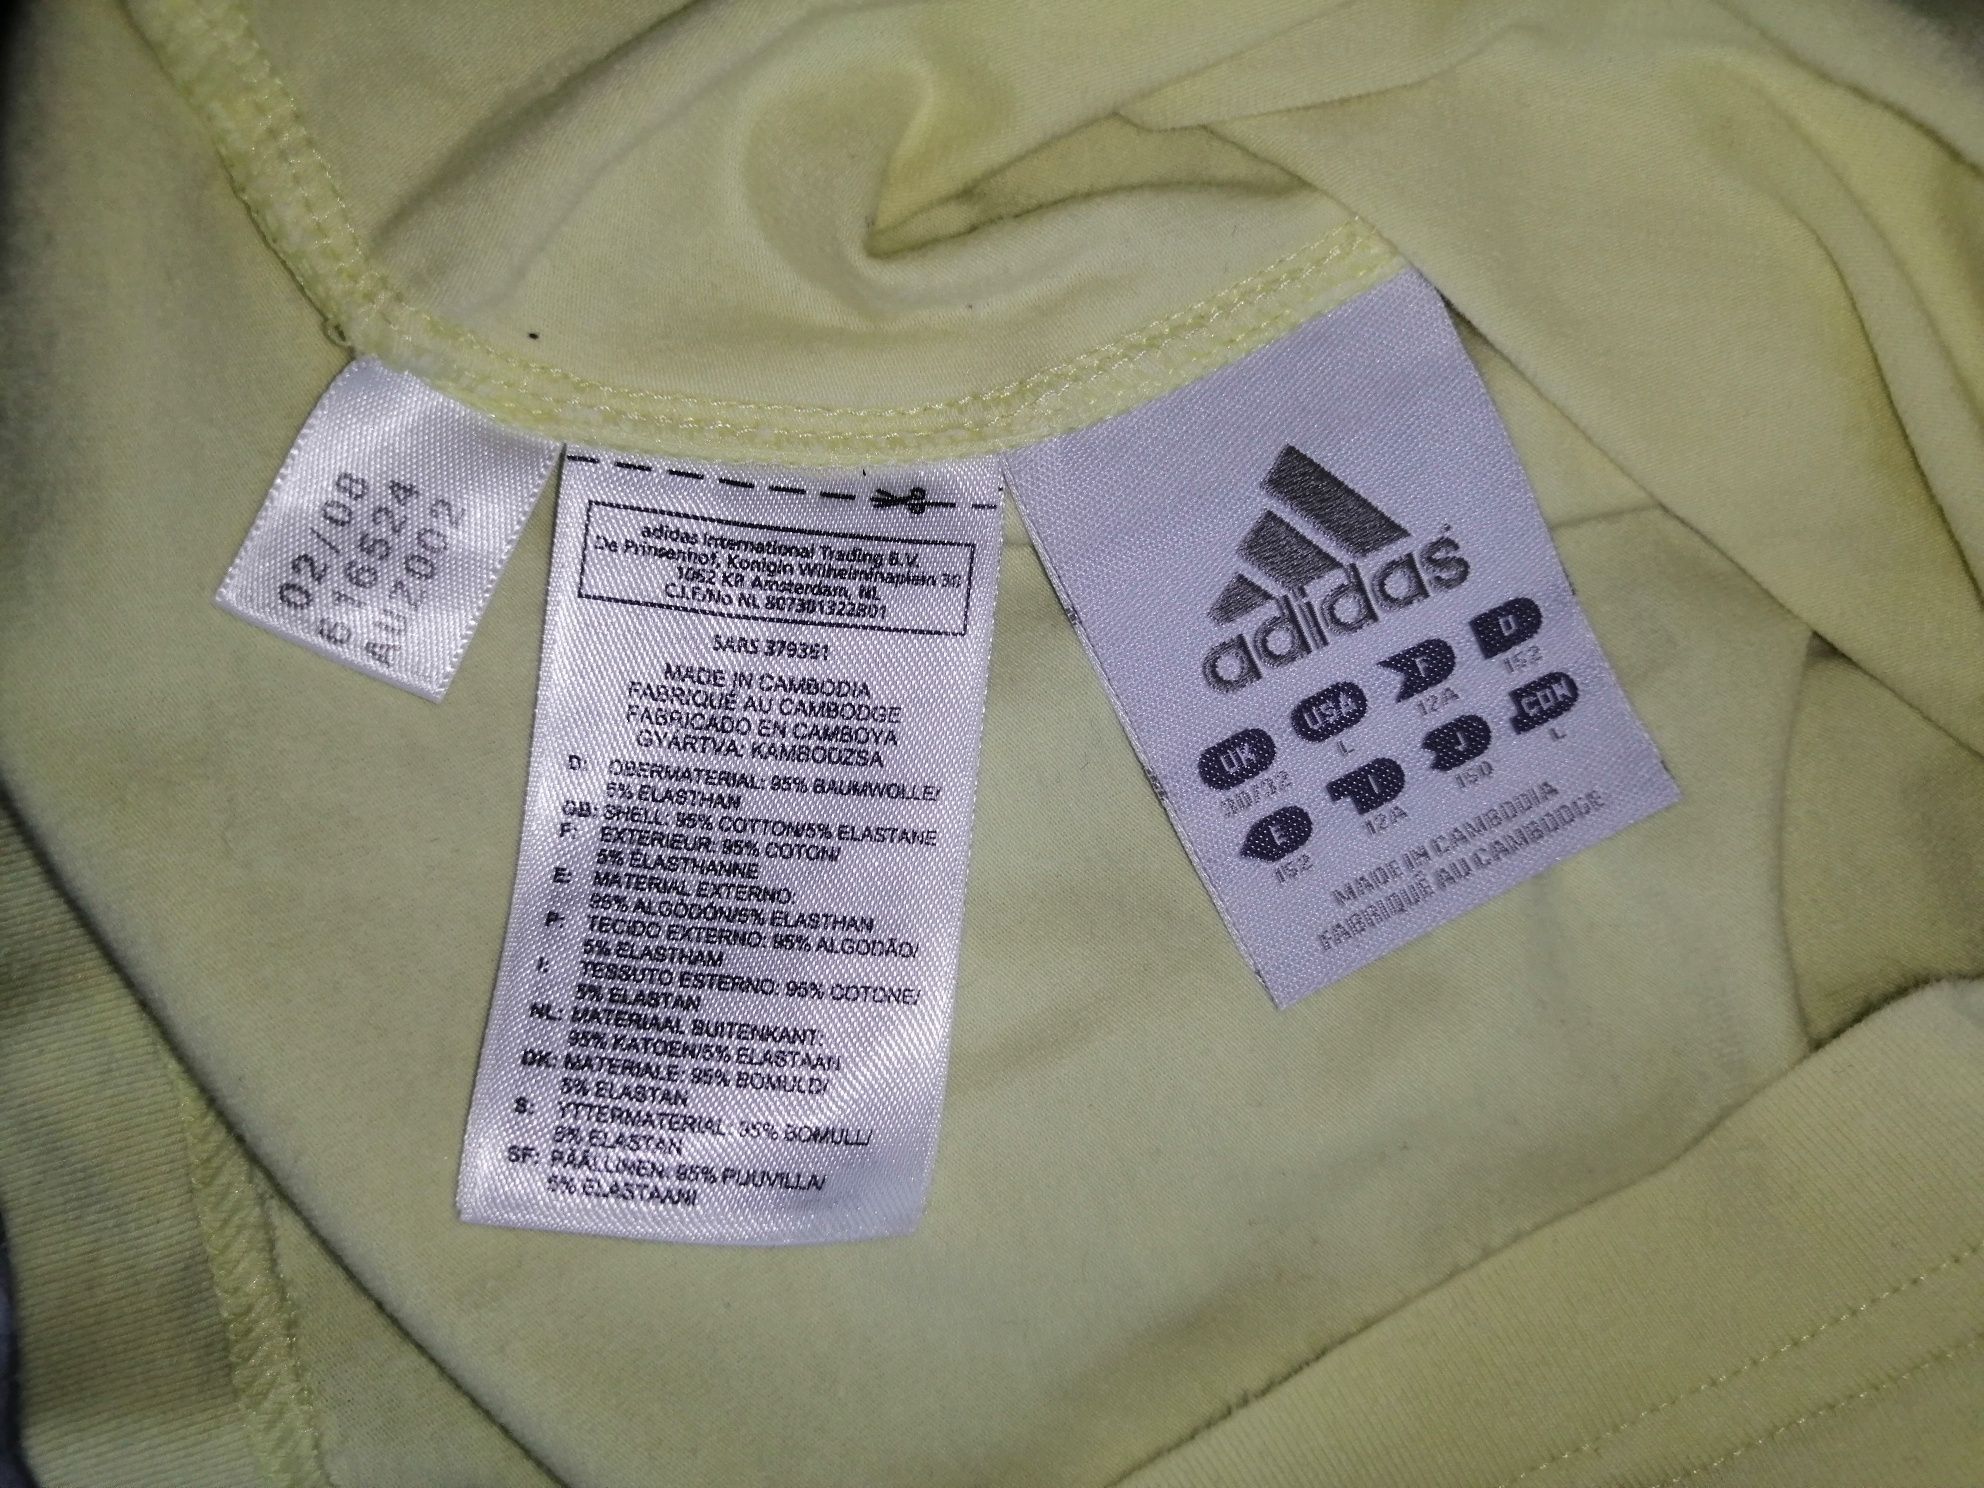 02/08
616524
AUZ002
adidas International Trading B.V.
De Prinsenhof, Konigin Wilhelminaplein 30
1062 KR Amsterdam, NL
C.I.F/No NL 807301322B01
SARS 379351
MADE IN CAMBODIA
FABRIQUÉ AU CAMBODGE
FABRICADO EN CAMBOYA
GYÁRTVA: KAMBODZSA
D: OBERMATERIAL: 95% BAUMWOLLE/
5% ELASTHAN
GB: SHELL: 95% COTTON/5% ELASTANE
F: EXTERIEUR: 95% COTON/
5% ELASTHANNE
E: MATERIAL EXTERNO:
95% ALGODÓN/5% ELASTHAN
P: TECIDO EXTERNO: 95% ALGODÃO/
5% ELASTHAM
I: TESSUTO ESTERNO: 95% COTONE/
5% ELASTAN
NL: MATERIAAL BUITENKANT:
95% KATOEN/5% ELASTAAN
DK: MATERIALE: 95% BOMULD/
5% ELASTAN
S: YTTERMATERIAL: 95% BOMULL/
5% ELASTAN
SF: PÄÄLLINEN: 95% PUUVILLA/
5% ELASTAANI
adidas
UK USA F D
30/32 L 12A 152
E I J CDN
152 12A 150 L
MADE IN CAMBODIA
FABRIQUÉ AU CAMBODGE